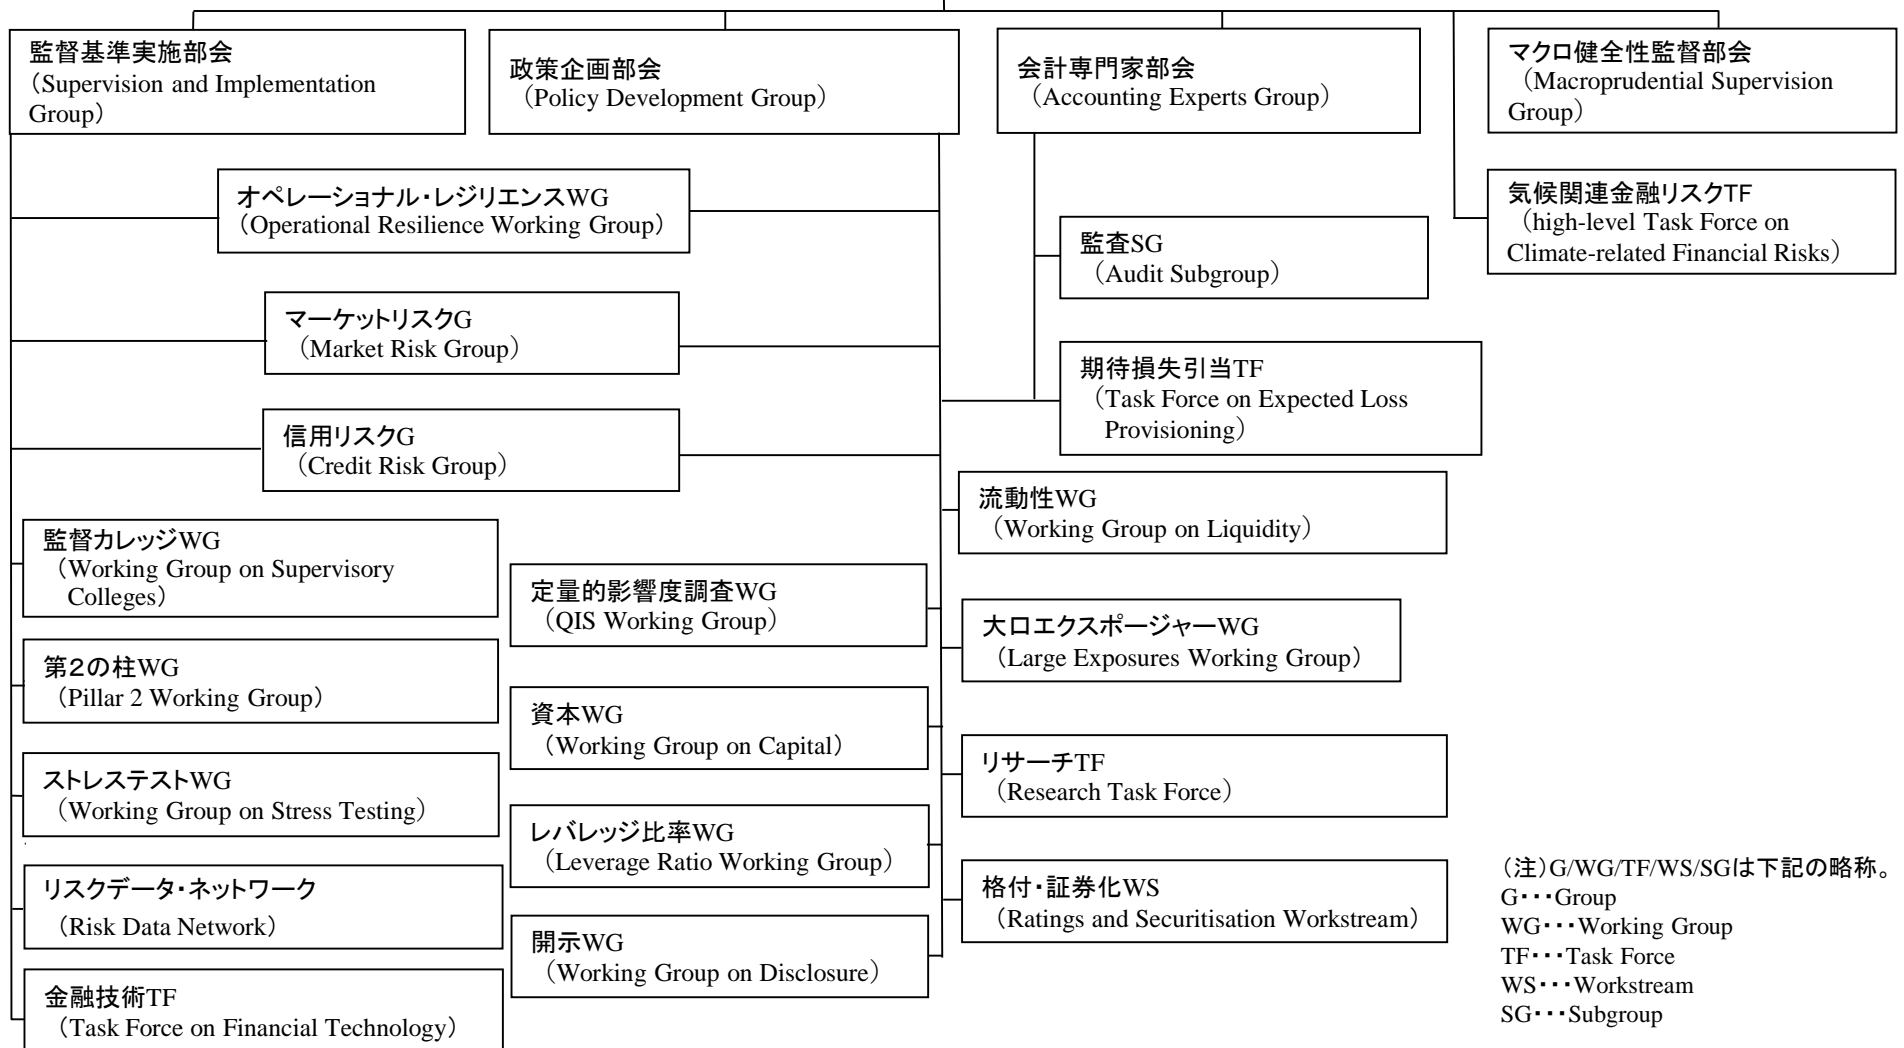 監督基準実施部会
（Supervision and Implementation
Group）
政策企画部会
（Policy Development Group）
会計専門家部会
（Accounting Experts Group）
マクロ健全性監督部会
（Macroprudential Supervision
Group）
オペレーショナル・レジリエンスWG
（Operational Resilience Working Group）
気候関連金融リスクTF
（high-level Task Force on
Climate-related Financial Risks）
監査SG
（Audit Subgroup）
マーケットリスクG
（Market Risk Group）
期待損失引当TF
（Task Force on Expected Loss
Provisioning）
信用リスクG
（Credit Risk Group）
流動性WG
（Working Group on Liquidity）
監督カレッジWG
（Working Group on Supervisory
Colleges）
定量的影響度調査WG
（QIS Working Group）
大口エクスポージャーWG
（Large Exposures Working Group）
第2の柱WG
（Pillar 2 Working Group）
資本WG
（Working Group on Capital）
リサーチTF
（Research Task Force）
ストレステストWG
（Working Group on Stress Testing）
レバレッジ比率WG
（Leverage Ratio Working Group）
格付・証券化WS
（Ratings and Securitisation Workstream）
リスクデータ・ネットワーク
（Risk Data Network）
開示WG
（Working Group on Disclosure）
金融技術TF
（Task Force on Financial Technology）
（注）G/WG/TF/WS/SGは下記の略称。
G･･･Group
WG･･･Working Group
TF･･･Task Force
WS･･･Workstream
SG･･･Subgroup